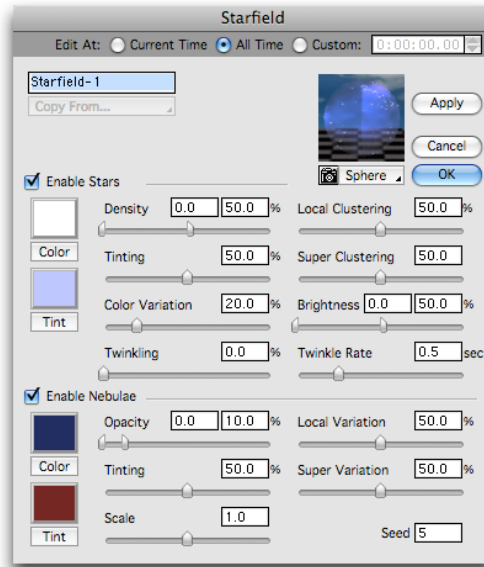 Starfield
Edit At: Current Time All Time Custom: 0:00:00.00
Starfield-1
Copy From...
Apply
Cancel
Sphere OK
Enable Stars
Density 0.0 50.0 % Local Clustering 50.0 %
Color
Tinting 50.0 % Super Clustering 50.0
Color Variation 20.0 % Brightness 0.0 50.0 %
Tint
Twinkling 0.0 % Twinkle Rate 0.5 sec
Enable Nebulae
Opacity 0.0 10.0 % Local Variation 50.0 %
Color
Tinting 50.0 % Super Variation 50.0 %
Scale 1.0
Tint
Seed 5